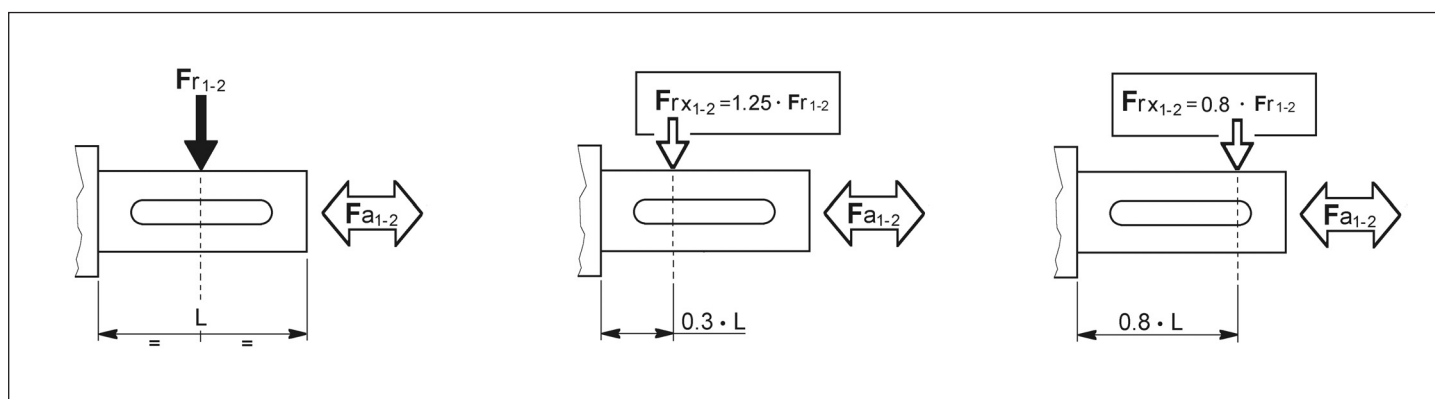 Fr1-2
Fa1-2
L
= =
Frx1-2=1.25 · Fr1-2
Fa1-2
0.3 · L
Frx1-2=0.8 · Fr1-2
Fa1-2
0.8 · L